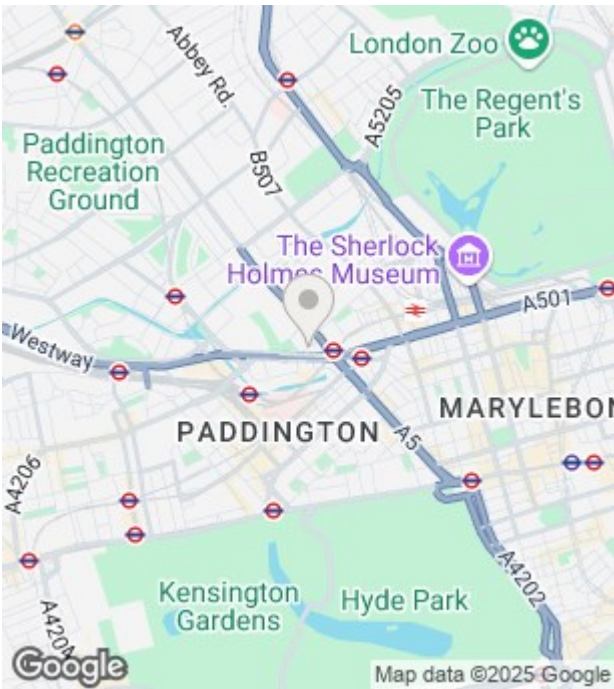 London Zoo
Abbey Rd.
A5205
The Regent's
Park
Paddington
Recreation
Ground
B507
The Sherlock
Holmes Museum
A501
Westway
MARYLEBON
PADDINGTON
A5
A4206
A4202
Kensington
Gardens
Hyde Park
Google
Map data ©2025 Google